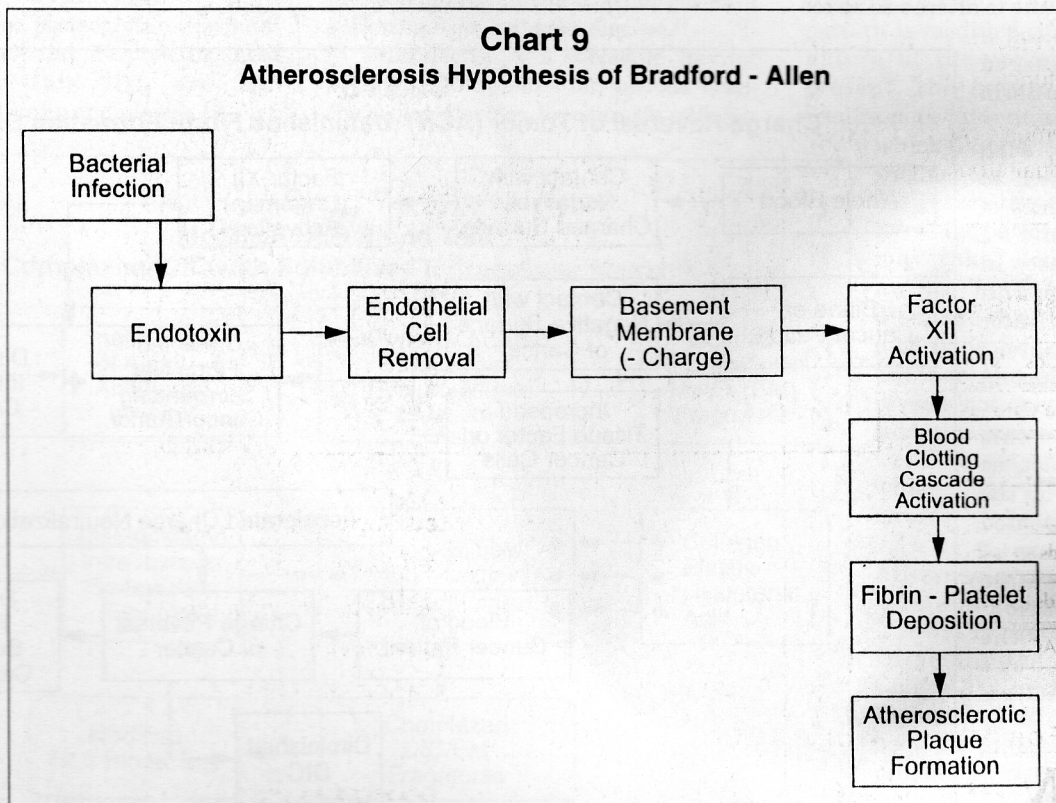 Chart 9
Atherosclerosis Hypothesis of Bradford - Allen
Bacterial
Infection
Endotoxin
Endothelial
Cell
Removal
Basement
Membrane
(- Charge)
Factor
XII
Activation
Blood
Clotting
Cascade
Activation
Fibrin - Platelet
Deposition
Atherosclerotic
Plaque
Formation